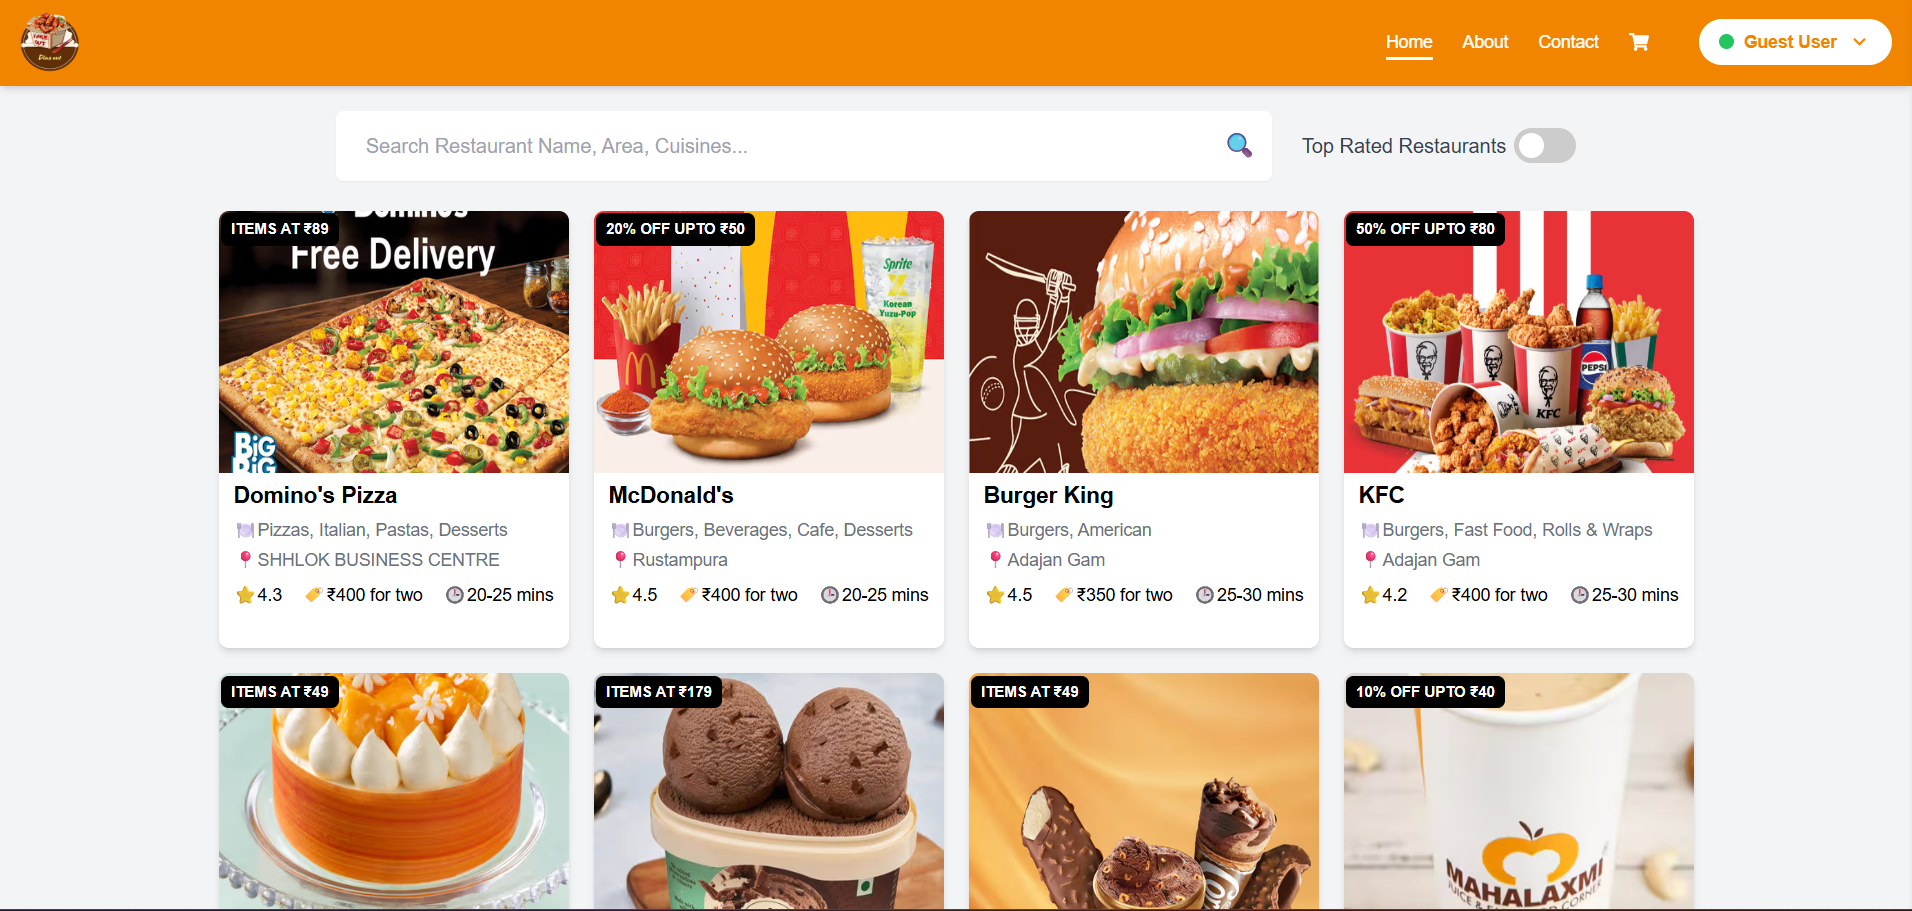 Home
About
Contact
Guest User
Search Restaurant Name, Area, Cuisines...
Top Rated Restaurants
ITEMS AT ₹89
Domino's
Free Delivery
BiG
BiG
20% OFF UPTO ₹50
Sprite
Korean
Yuzu-Pop
50% OFF UPTO ₹80
PEPSI
KFC
Domino's Pizza
Pizzas, Italian, Pastas, Desserts
SHHLOK BUSINESS CENTRE
4.3
₹400 for two
20-25 mins
McDonald's
Burgers, Beverages, Cafe, Desserts
Rustampura
4.5
₹400 for two
20-25 mins
Burger King
Burgers, American
Adajan Gam
4.5
₹350 for two
25-30 mins
KFC
Burgers, Fast Food, Rolls & Wraps
Adajan Gam
4.2
₹400 for two
25-30 mins
ITEMS AT ₹49
ITEMS AT ₹179
ITEMS AT ₹49
10% OFF UPTO ₹40
MAHALAXMI